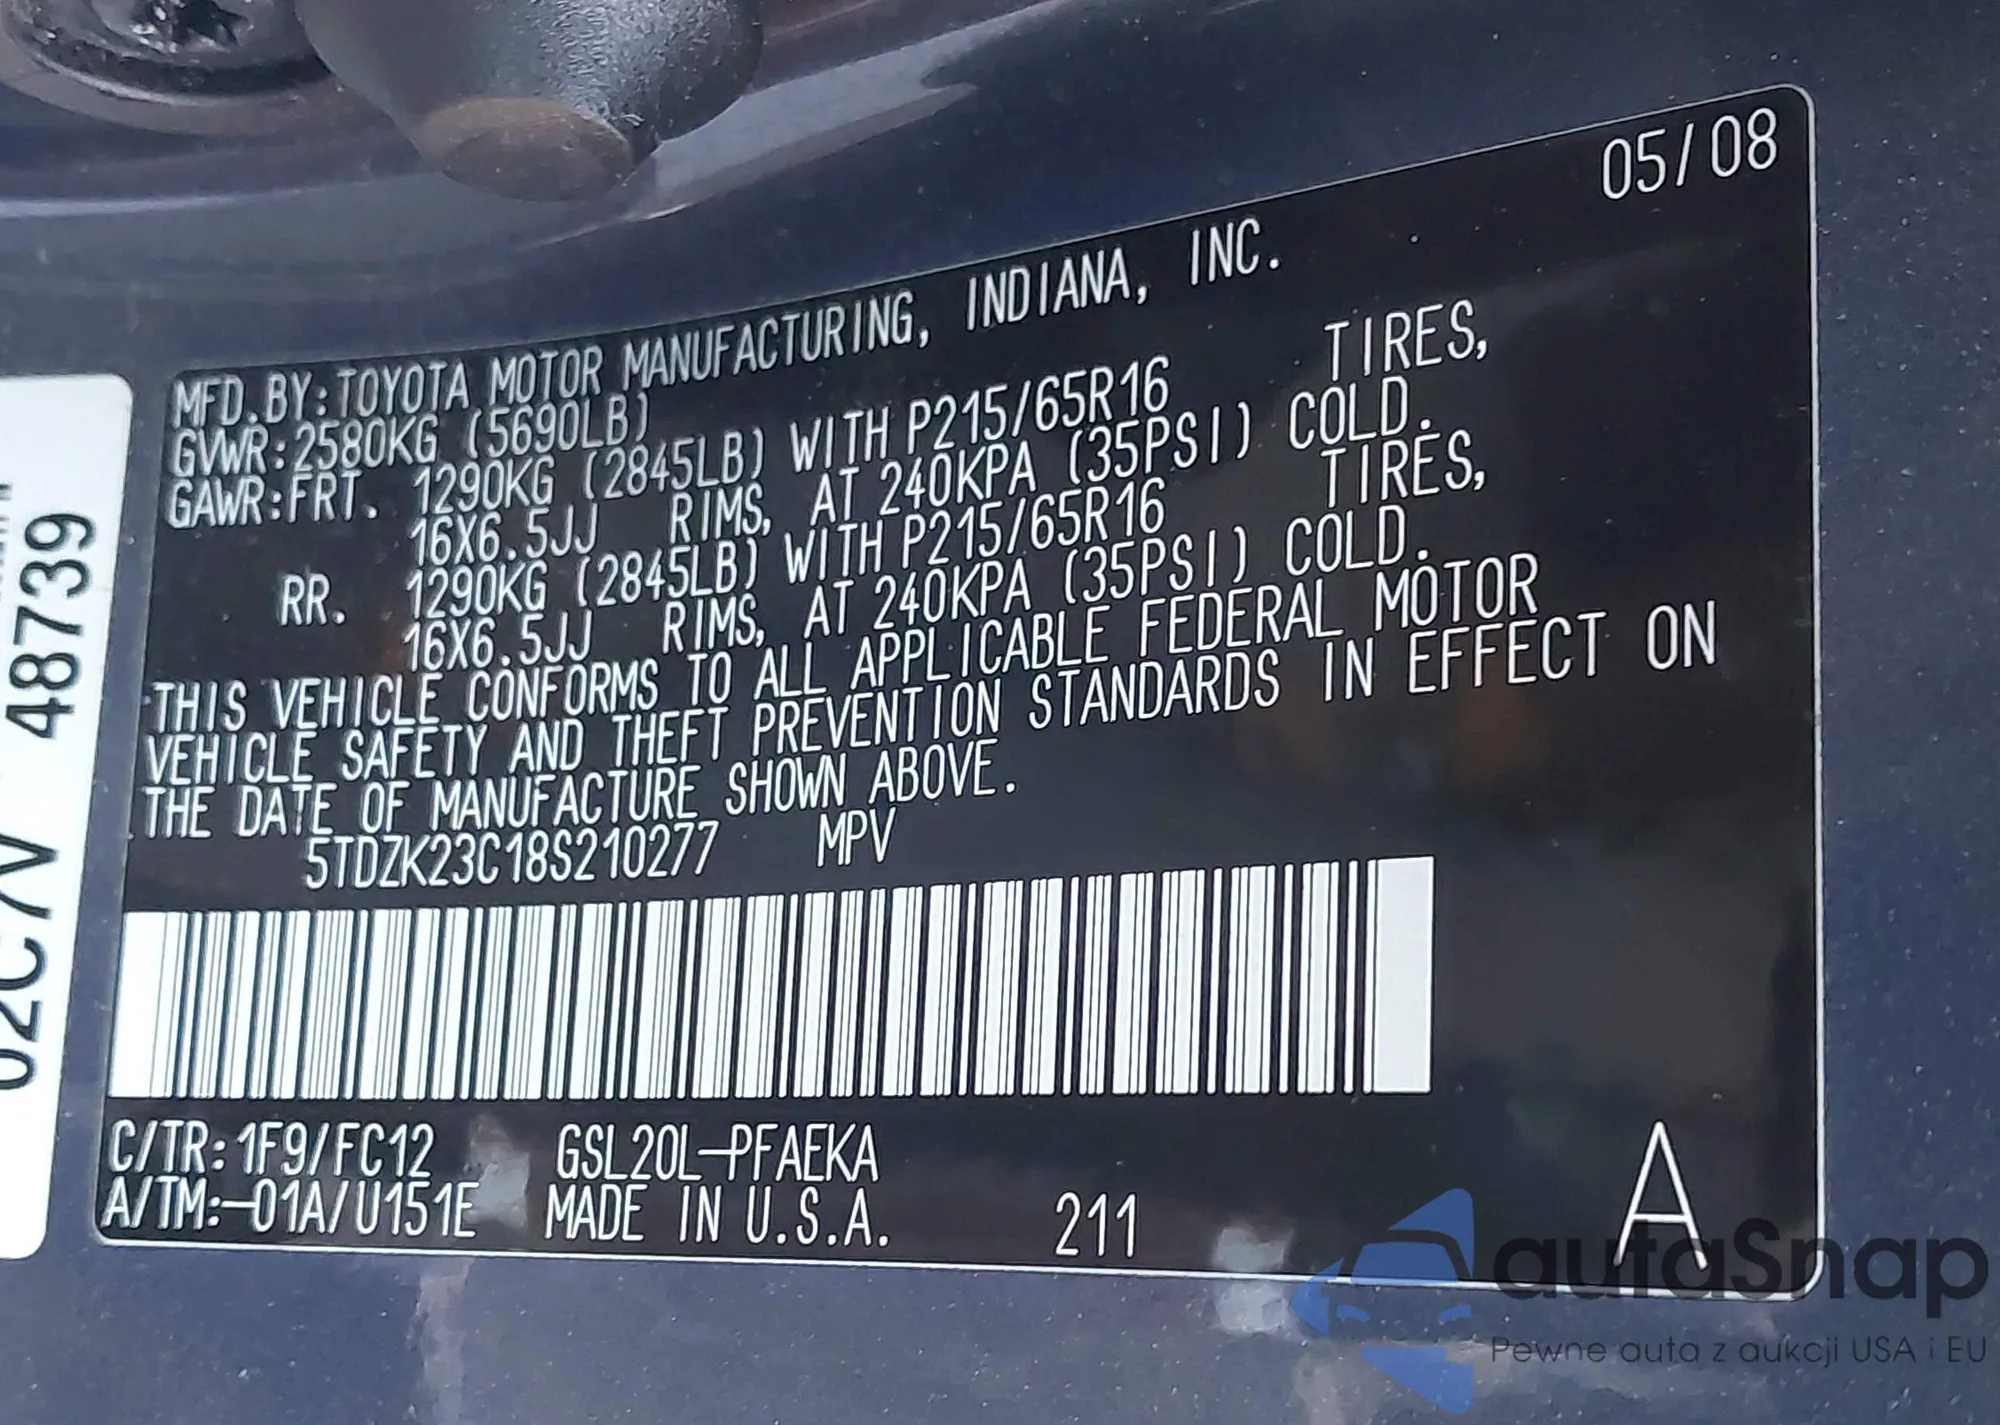 05/08
MFD.BY:TOYOTA MOTOR MANUFACTURING, INDIANA, INC.
GVWR:2580KG (5690LB)
GAWR:FRT. 1290KG (2845LB) WITH P215/65R16 TIRES,
16X6.5JJ RIMS, AT 240KPA (35PSI) COLD.
RR. 1290KG (2845LB) WITH P215/65R16 TIRES,
16X6.5JJ RIMS, AT 240KPA (35PSI) COLD.
THIS VEHICLE CONFORMS TO ALL APPLICABLE FEDERAL MOTOR
VEHICLE SAFETY AND THEFT PREVENTION STANDARDS IN EFFECT ON
THE DATE OF MANUFACTURE SHOWN ABOVE.
5TDZK23C18S210277 MPV
C/TR:1F9/FC12 GSL20L-PFAEKA
A/TM:-01A/U151E MADE IN U.S.A. 211 A
48739
autaSnap
Pewne auta z aukcji USA i EU